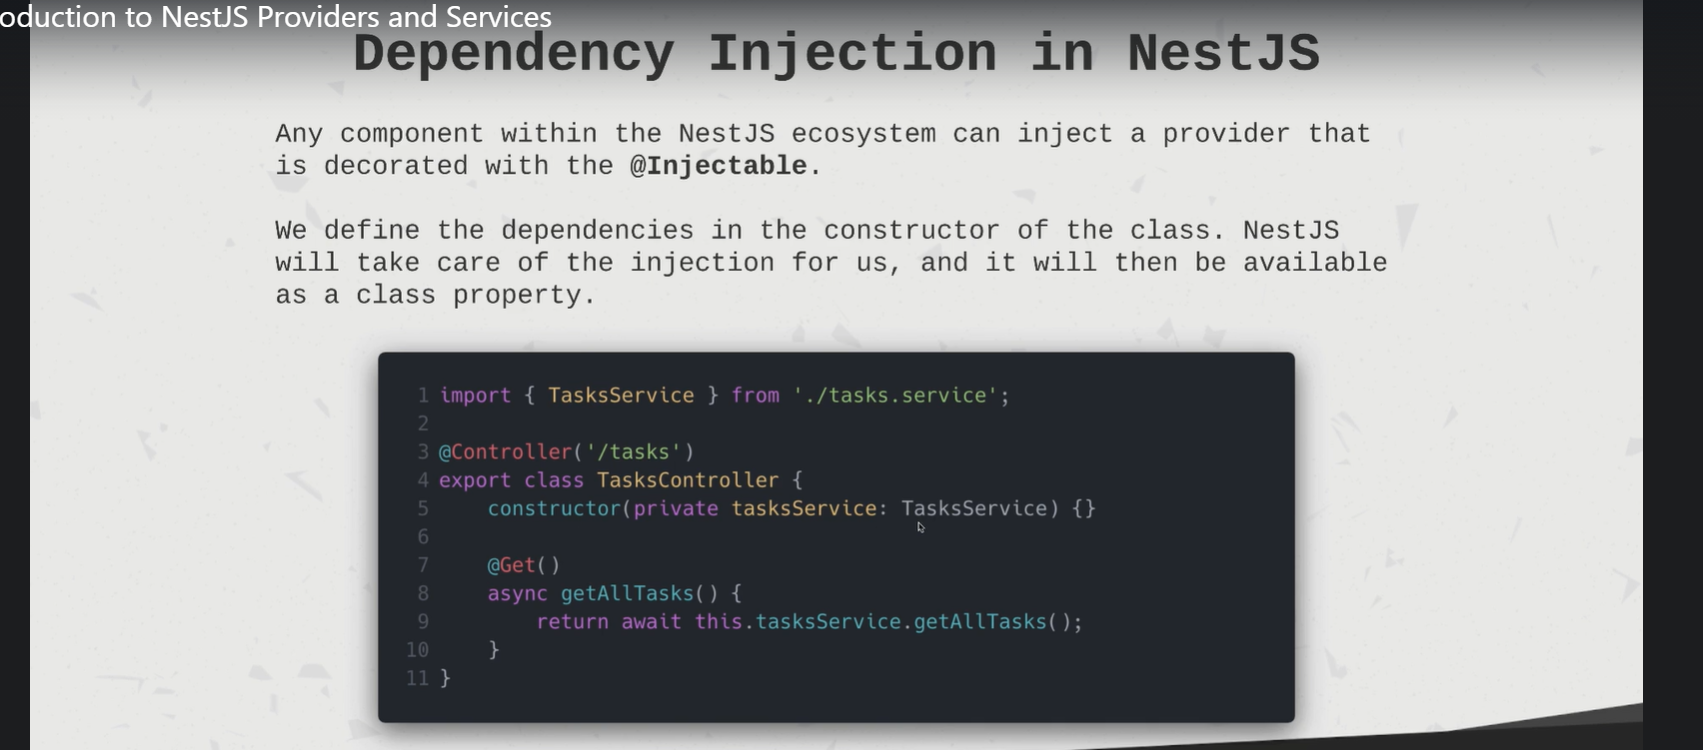 oduction to NestJS Providers and Services
Dependency Injection in NestJS
Any component within the NestJS ecosystem can inject a provider that
is decorated with the @Injectable.
We define the dependencies in the constructor of the class. NestJS
will take care of the injection for us, and it will then be available
as a class property.
1 import { TasksService } from './tasks.service';
2
3 @Controller('/tasks')
4 export class TasksController {
5     constructor(private tasksService: TasksService) {}
6
7     @Get()
8     async getAllTasks() {
9         return await this.tasksService.getAllTasks();
10     }
11 }